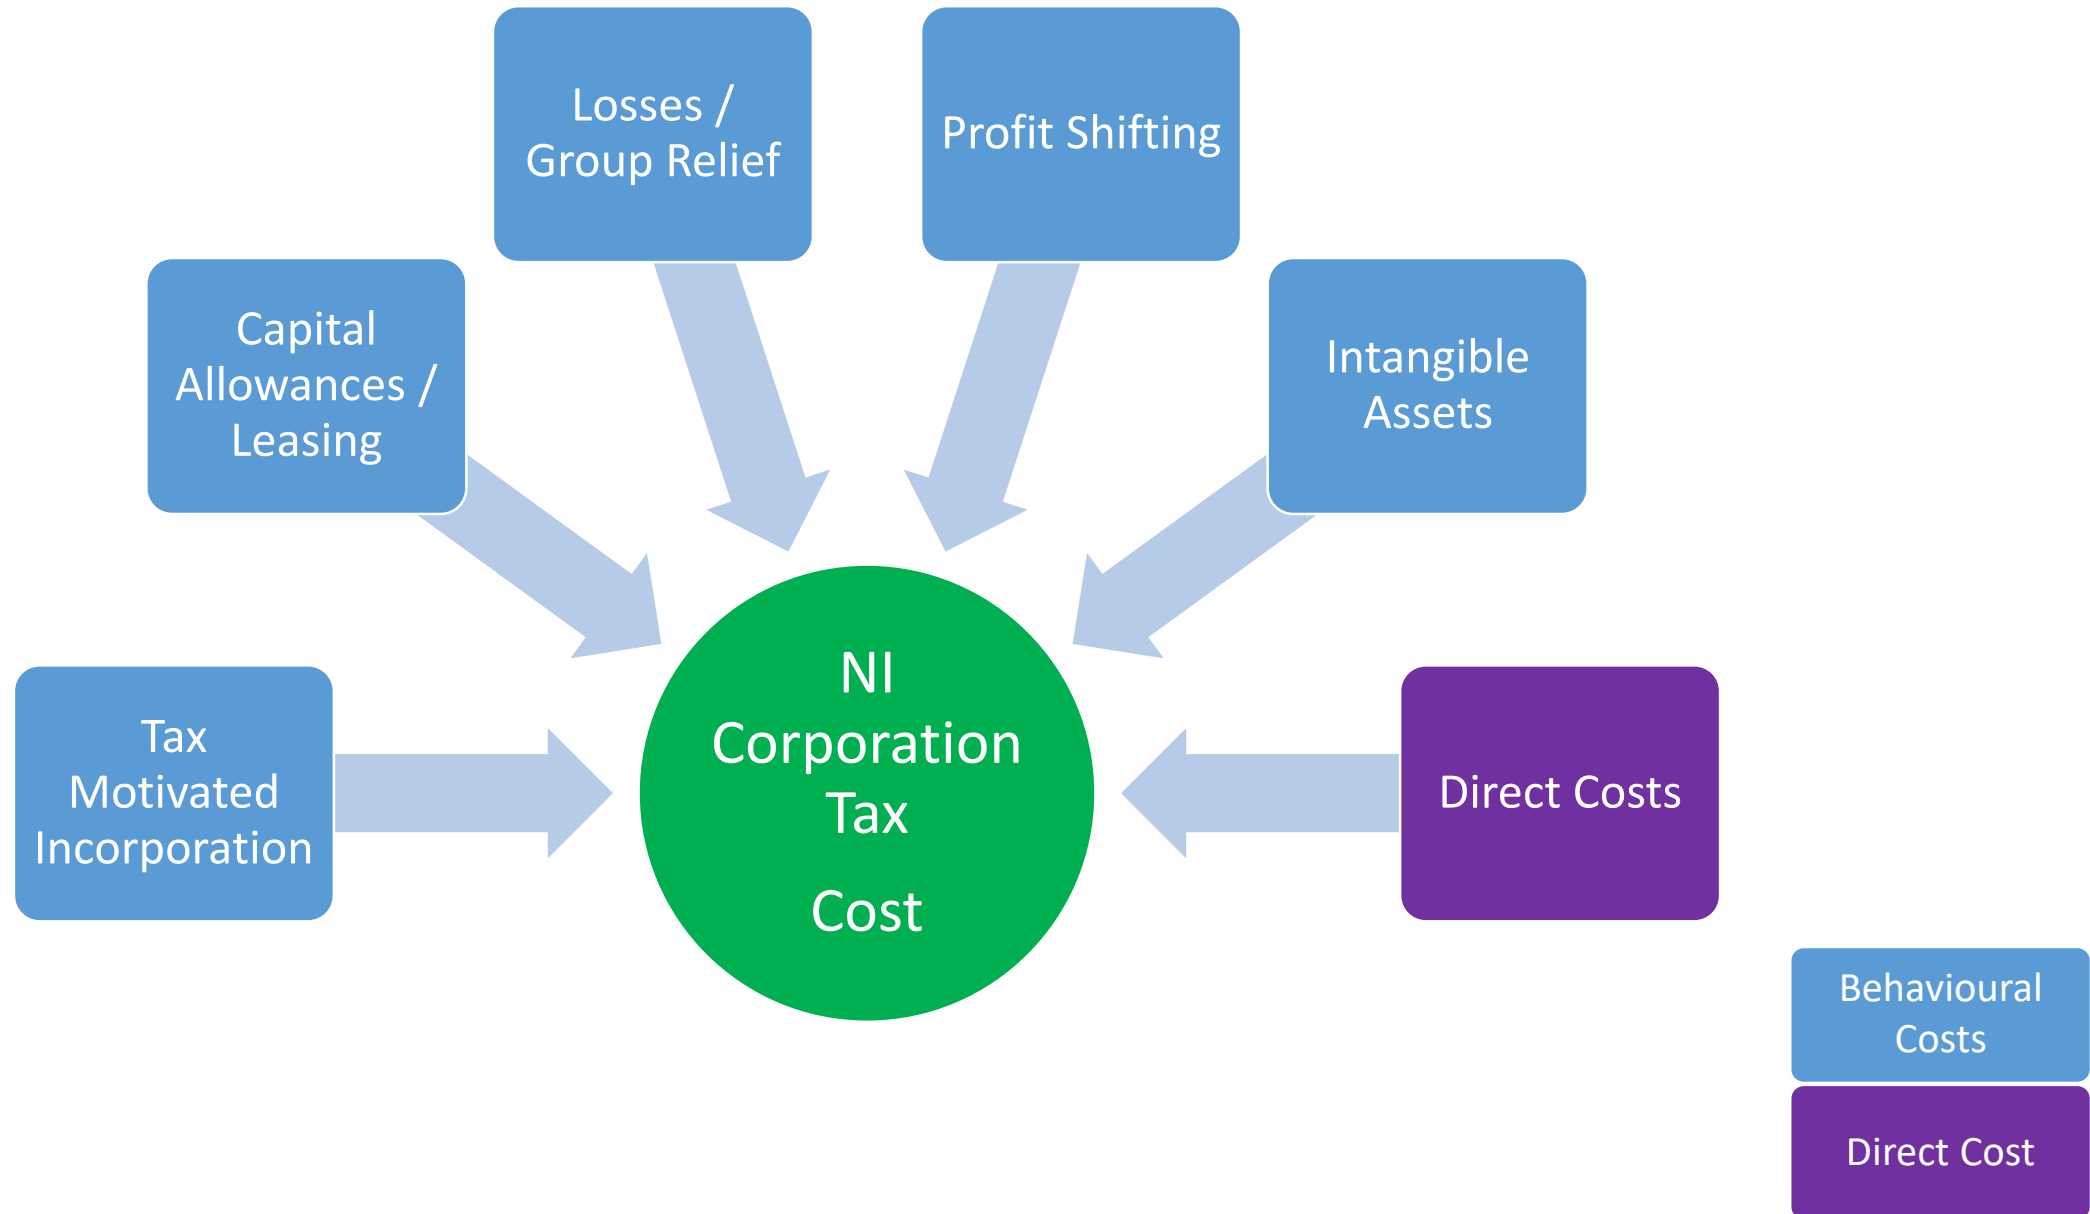 Losses /
Group Relief
Profit Shifting
Capital
Allowances /
Leasing
Intangible
Assets
Tax
Motivated
Incorporation
NI
Corporation
Tax
Cost
Direct Costs
Behavioural
Costs
Direct Cost